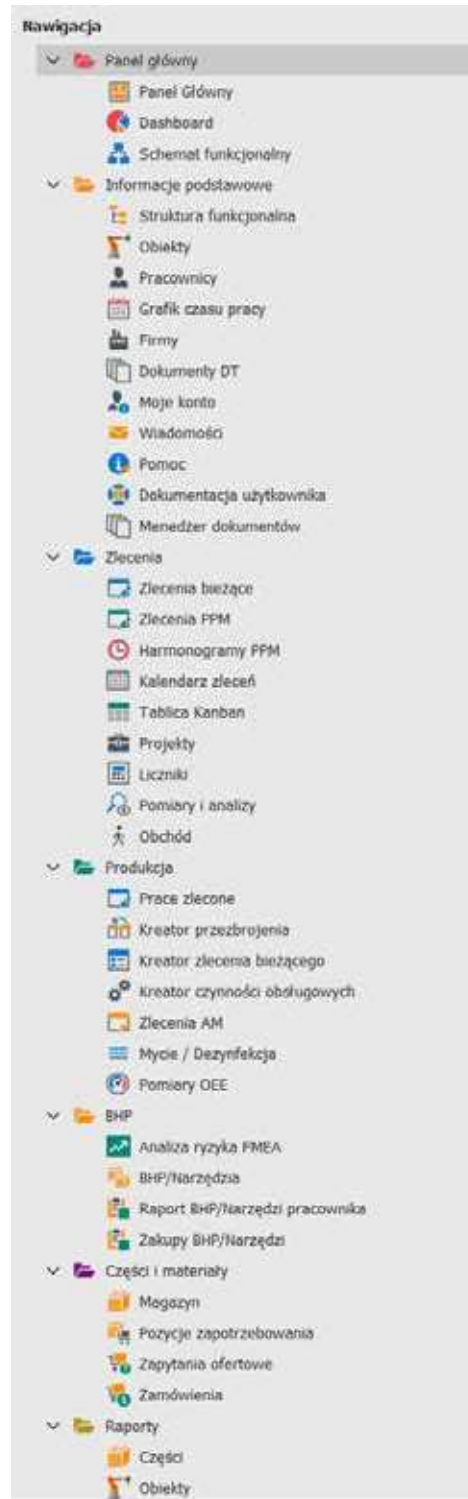 Nawigacja
Panel główny
Panel Główny
Dashboard
Schemat funkcjonalny
Informacje podstawowe
Struktura funkcjonalna
Obiekty
Pracownicy
Grafik czasu pracy
Firmy
Dokumenty DT
Moje konto
Wiadomości
Pomoc
Dokumentacja użytkownika
Menedżer dokumentów
Zlecenia
Zlecenia bieżące
Zlecenia PPM
Harmonogramy PPM
Kalendarz zleceń
Tablica Kanban
Projekty
Liczniki
Pomiary i analizy
Obchód
Produkcja
Prace zlecone
Kreator przezbrojenia
Kreator zlecenia bieżącego
Kreator czynności obsługowych
Zlecenia AM
Mycie / Dezynfekcja
Pomiary OEE
BHP
Analiza ryzyka FMEA
BHP/Narzędzia
Raport BHP/Narzędzi pracownika
Zakupy BHP/Narzędzi
Części i materiały
Magazyn
Pozycje zapotrzebowania
Zapytania ofertowe
Zamówienia
Raporty
Części
Obiekty